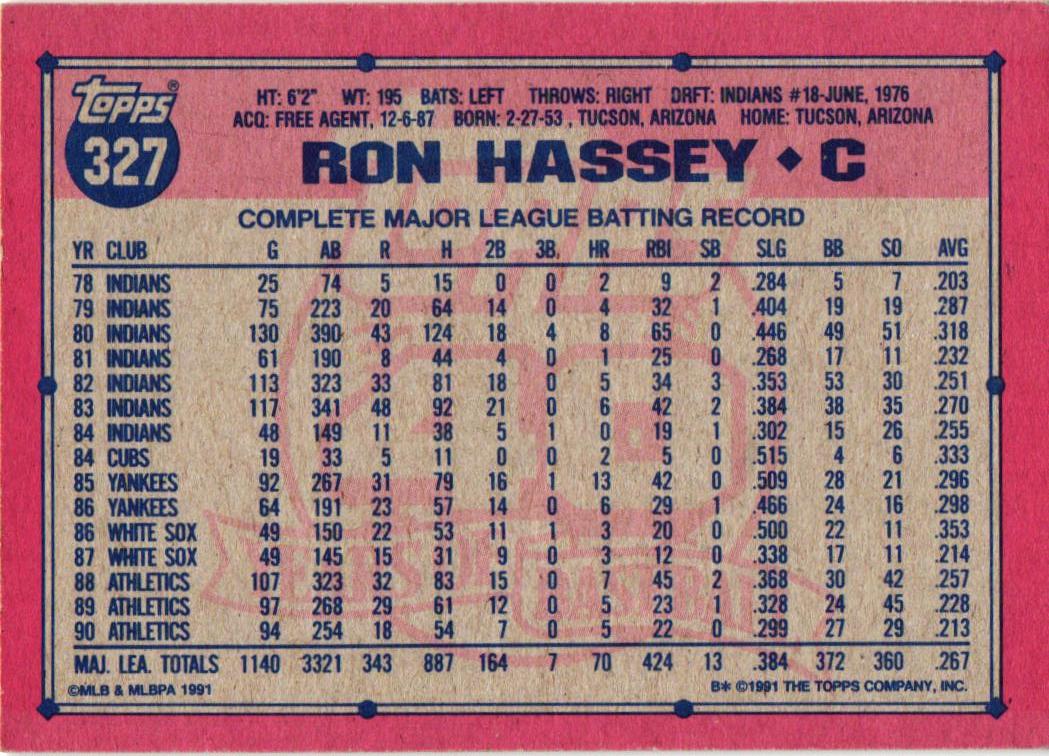 Topps®
327
HT: 6'2" WT: 195 BATS: LEFT THROWS: RIGHT DRFT: INDIANS #18-JUNE, 1976
ACQ: FREE AGENT, 12-6-87 BORN: 2-27-53 , TUCSON, ARIZONA HOME: TUCSON, ARIZONA
RON HASSEY ◆ C
COMPLETE MAJOR LEAGUE BATTING RECORD
YR CLUB G AB R H 2B 3B. HR RBI SB SLG BB SO AVG
78 INDIANS 25 74 5 15 0 0 2 9 2 .284 5 7 .203
79 INDIANS 75 223 20 64 14 0 4 32 1 .404 19 19 .287
80 INDIANS 130 390 43 124 18 4 8 65 0 .446 49 51 .318
81 INDIANS 61 190 8 44 4 0 1 25 0 .268 17 11 .232
82 INDIANS 113 323 33 81 18 0 5 34 3 .353 53 30 .251
83 INDIANS 117 341 48 92 21 0 6 42 2 .384 38 35 .270
84 INDIANS 48 149 11 38 5 1 0 19 1 .302 15 26 .255
84 CUBS 19 33 5 11 0 0 2 5 0 .515 4 6 .333
85 YANKEES 92 267 31 79 16 1 13 42 0 .509 28 21 .296
86 YANKEES 64 191 23 57 14 0 6 29 1 .466 24 16 .298
86 WHITE SOX 49 150 22 53 11 1 3 20 0 .500 22 11 .353
87 WHITE SOX 49 145 15 31 9 0 3 12 0 .338 17 11 .214
88 ATHLETICS 107 323 32 83 15 0 7 45 2 .368 30 42 .257
89 ATHLETICS 97 268 29 61 12 0 5 23 1 .328 24 45 .228
90 ATHLETICS 94 254 18 54 7 0 5 22 0 .299 27 29 .213
MAJ. LEA. TOTALS 1140 3321 343 887 164 7 70 424 13 .384 372 360 .267
©MLB & MLBPA 1991 B* ©1991 THE TOPPS COMPANY, INC.